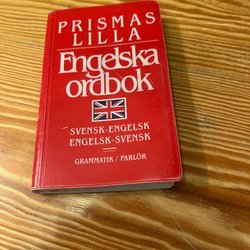 PRISMAS
LILLA
Engelska
ordbok
SVENSK-ENGELSK
ENGELSK-SVENSK
GRAMMATIK / PARLÖR